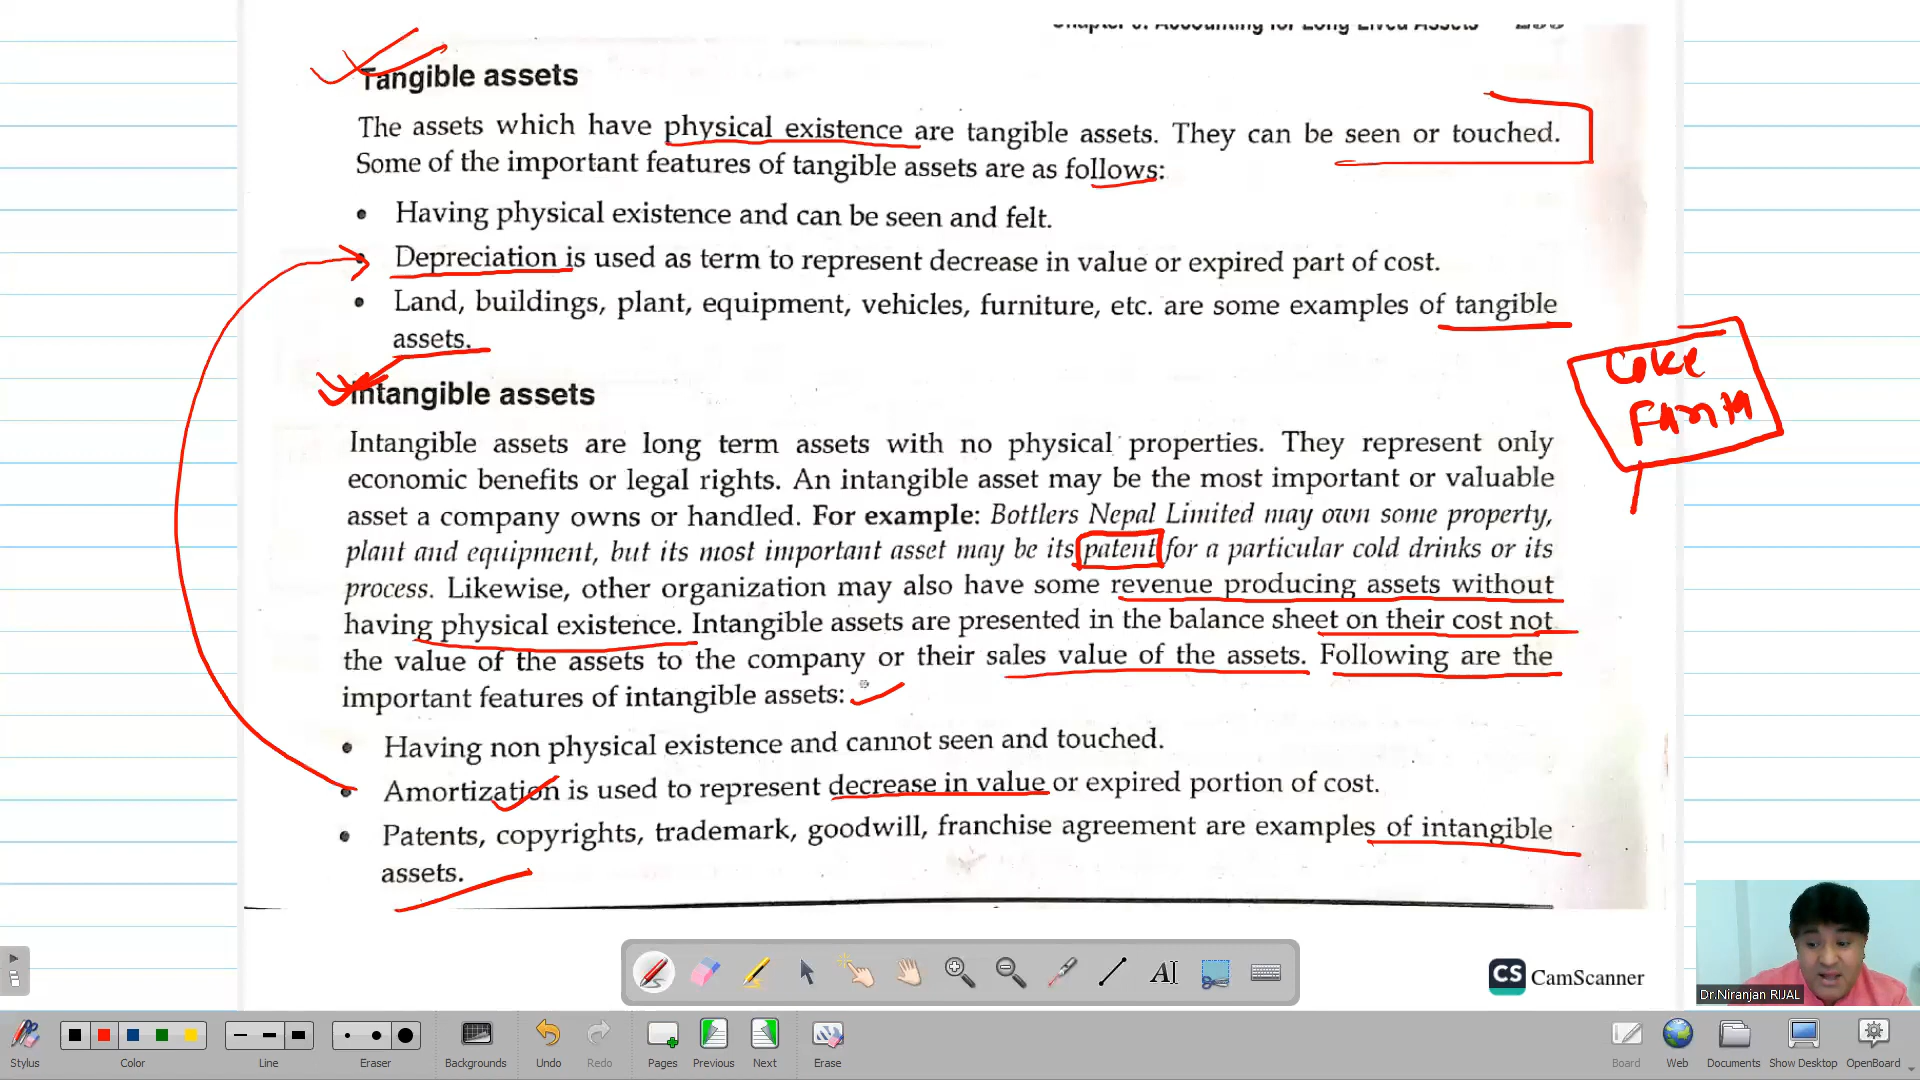 Chapter 6: Accounting for Long Lived Assets
Tangible assets
The assets which have physical existence are tangible assets. They can be seen or touched.
Some of the important features of tangible assets are as follows:
• Having physical existence and can be seen and felt.
• Depreciation is used as term to represent decrease in value or expired part of cost.
• Land, buildings, plant, equipment, vehicles, furniture, etc. are some examples of tangible
assets.
Coke
Intangible assets
Intangible assets are long term assets with no physical properties. They represent only
economic benefits or legal rights. An intangible asset may be the most important or valuable
asset a company owns or handled. For example: Bottlers Nepal Limited may own some property,
plant and equipment, but its most important asset may be its patent for a particular cold drinks or its
process. Likewise, other organization may also have some revenue producing assets without
having physical existence. Intangible assets are presented in the balance sheet on their cost not
the value of the assets to the company or their sales value of the assets. Following are the
important features of intangible assets:
• Having non physical existence and cannot seen and touched.
• Amortization is used to represent decrease in value or expired portion of cost.
• Patents, copyrights, trademark, goodwill, franchise agreement are examples of intangible
assets.
CS CamScanner
Dr.Niranjan RIJAL
Stylus Color Line Eraser Backgrounds Undo Redo Pages Previous Next Erase Board Web Documents Show Desktop OpenBoard